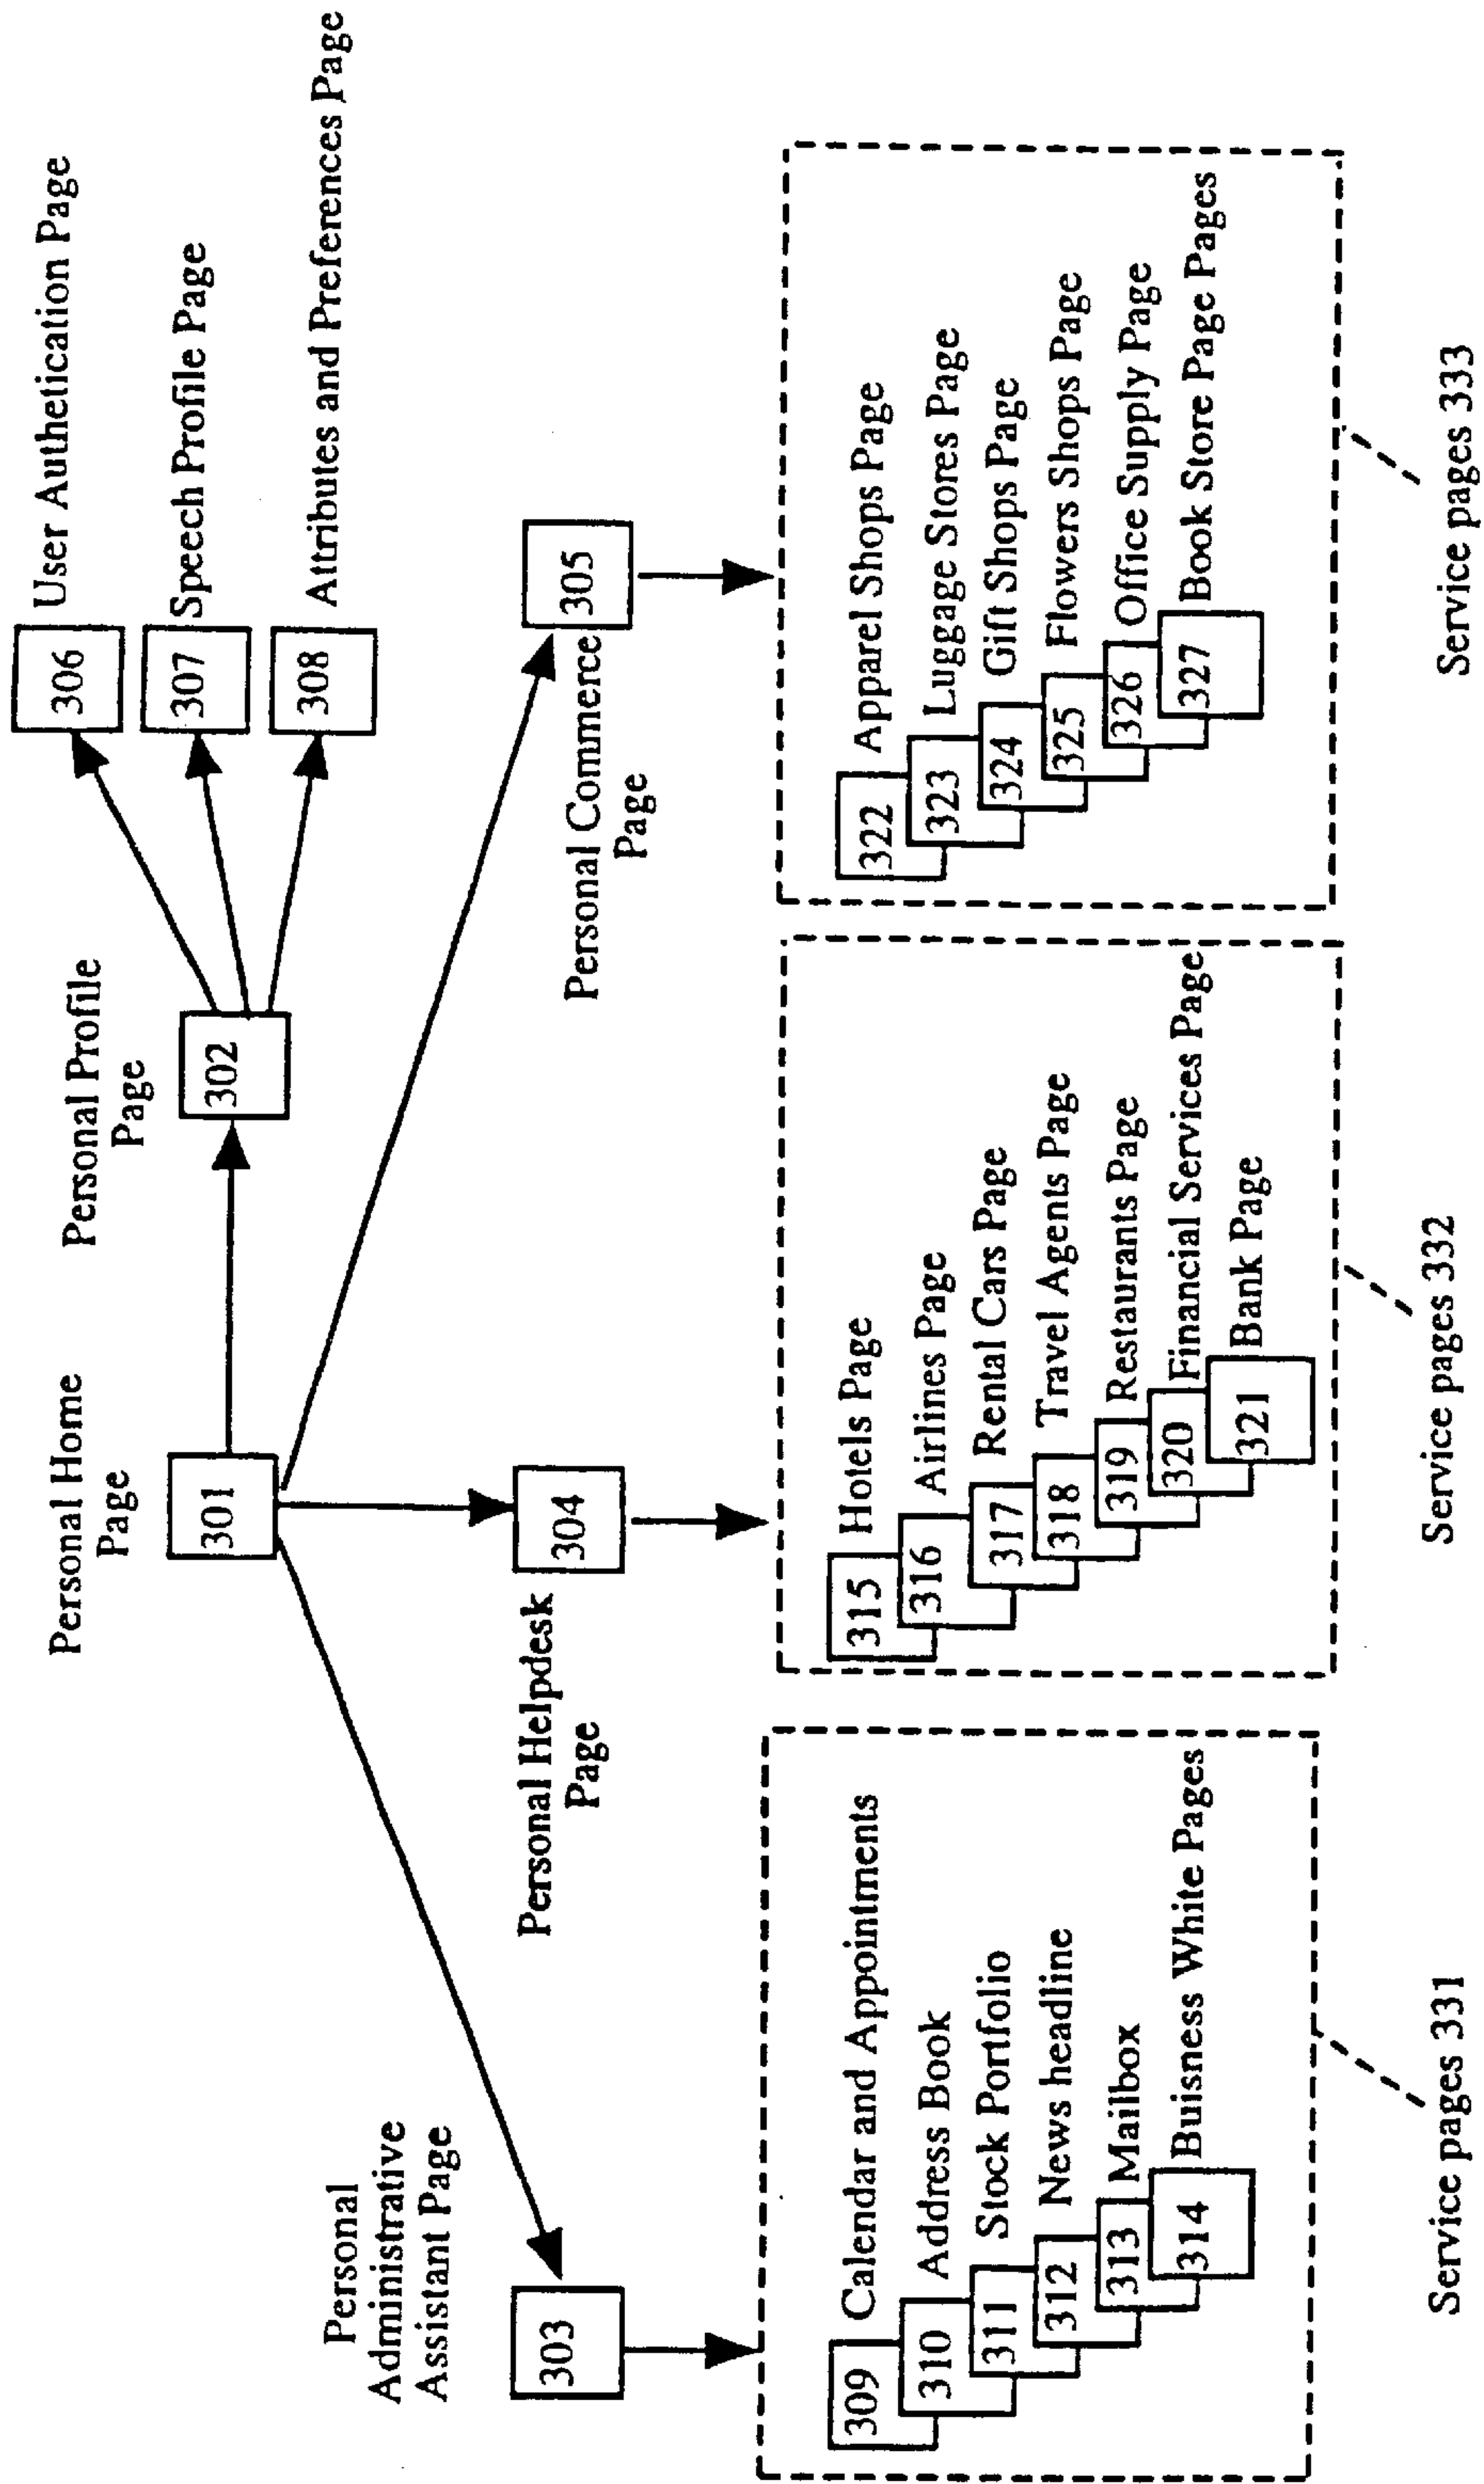 Personal Home
Page
301
Personal Profile
Page
302
306
User Authetication Page
307
Speech Profile Page
308
Attributes and Preferences Page
Personal
Administrative
Assistant Page
303
Personal Helpdesk
Page
304
Personal Commerce
Page
305
309
Calendar and Appointments
310
Address Book
311
Stock Portfolio
312
News headline
313
Mailbox
314
Buisness White Pages
Service pages 331
315
Hotels Page
316
Airlines Page
317
Rental Cars Page
318
Travel Agents Page
319
Restaurants Page
320
Financial Services Page
321
Bank Page
Service pages 332
322
Apparel Shops Page
323
Luggage Stores Page
324
Gift Shops Page
325
Flowers Shops Page
326
Office Supply Page
327
Book Store Page Pages
Service pages 333